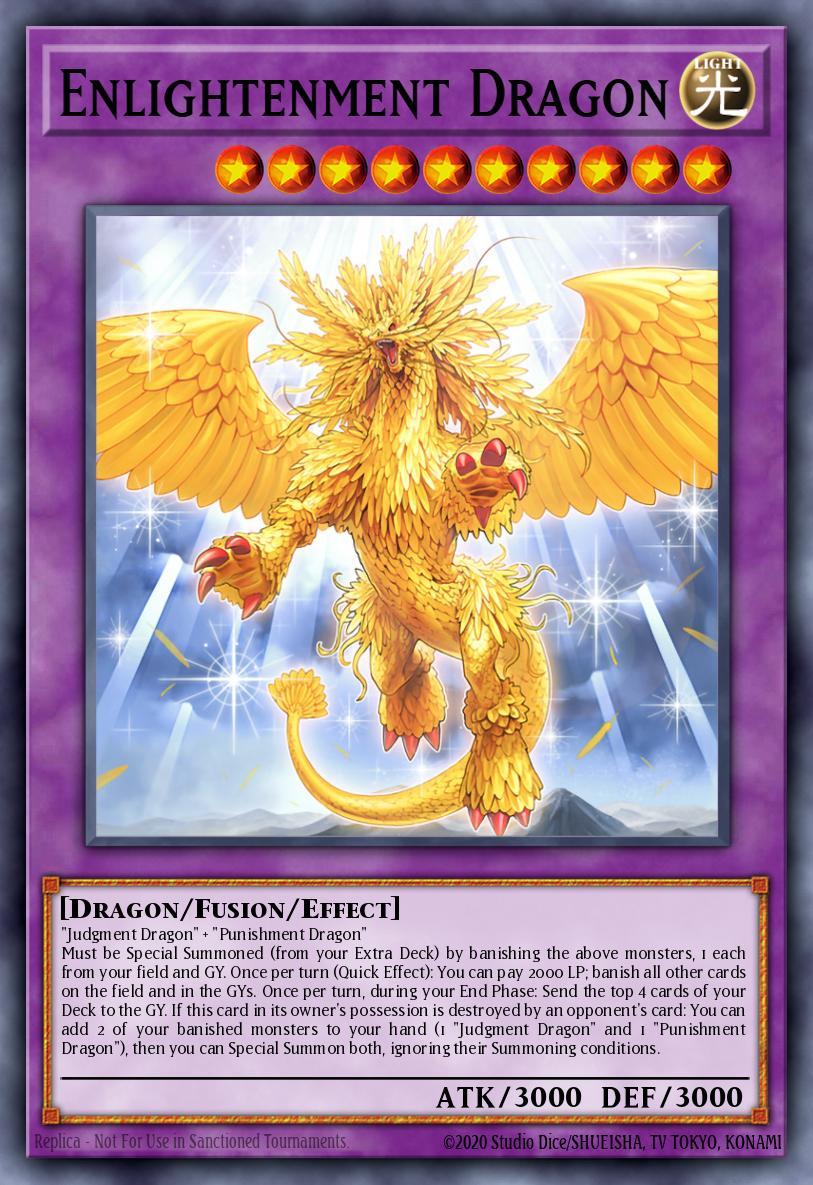 Enlightenment Dragon
LIGHT
光
[Dragon/Fusion/Effect]
"Judgment Dragon" + "Punishment Dragon"
Must be Special Summoned (from your Extra Deck) by banishing the above monsters, 1 each
from your field and GY. Once per turn (Quick Effect): You can pay 2000 LP; banish all other cards
on the field and in the GYs. Once per turn, during your End Phase: Send the top 4 cards of your
Deck to the GY. If this card in its owner's possession is destroyed by an opponent's card: You can
add 2 of your banished monsters to your hand (1 "Judgment Dragon" and 1 "Punishment
Dragon"), then you can Special Summon both, ignoring their Summoning conditions.
ATK/3000 DEF/3000
Replica - Not For Use in Sanctioned Tournaments.
©2020 Studio Dice/SHUEISHA, TV TOKYO, KONAMI